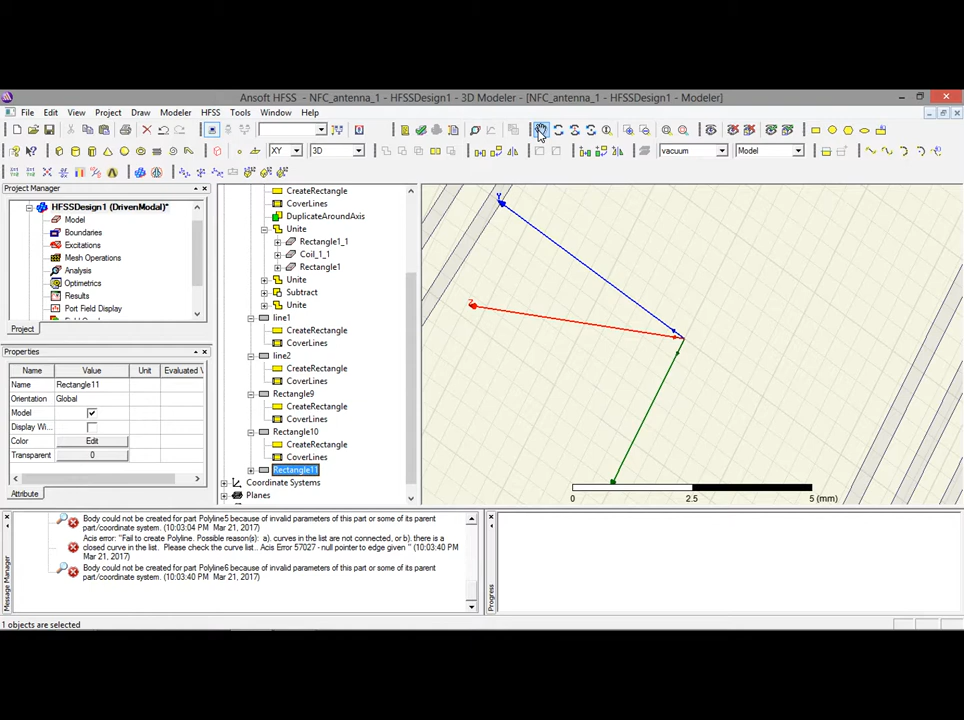 Ansoft HFSS - NFC_antenna_1 - HFSSDesign1 - 3D Modeler - [NFC_antenna_1 - HFSSDesign1 - Modeler]
File Edit View Project Draw Modeler HFSS Tools Window Help
XY 3D vacuum Model
Project Manager
HFSSDesign1 (DrivenModal)*
Model
Boundaries
Excitations
Mesh Operations
Analysis
Optimetrics
Results
Port Field Display
Project
Properties
Name Value Unit Evaluated V
Name Rectangle11
Orientation Global
Model
Display Wi...
Color Edit
Transparent 0
Attribute
CreateRectangle
CoverLines
DuplicateAroundAxis
Unite
Rectangle1_1
Coil_1_1
Rectangle1
Unite
Subtract
Unite
line1
CreateRectangle
CoverLines
line2
CreateRectangle
CoverLines
Rectangle9
CreateRectangle
CoverLines
Rectangle10
CreateRectangle
CoverLines
Rectangle11
Coordinate Systems
Planes
Y
Z
0 2.5 5 (mm)
Body could not be created for part Polyline5 because of invalid parameters of this part or some of its parent
part/coordinate system. (10:03:04 PM Mar 21, 2017)
Acis error: "Fail to create Polyline. Possible reason(s): a). curves in the list are not connected, or b). there is a
closed curve in the list. Please check the curve list.. Acis Error 57027 - null pointer to edge given " (10:03:40 PM
Mar 21, 2017)
Body could not be created for part Polyline6 because of invalid parameters of this part or some of its parent
part/coordinate system. (10:03:40 PM Mar 21, 2017)
Message Manager
Progress
1 objects are selected